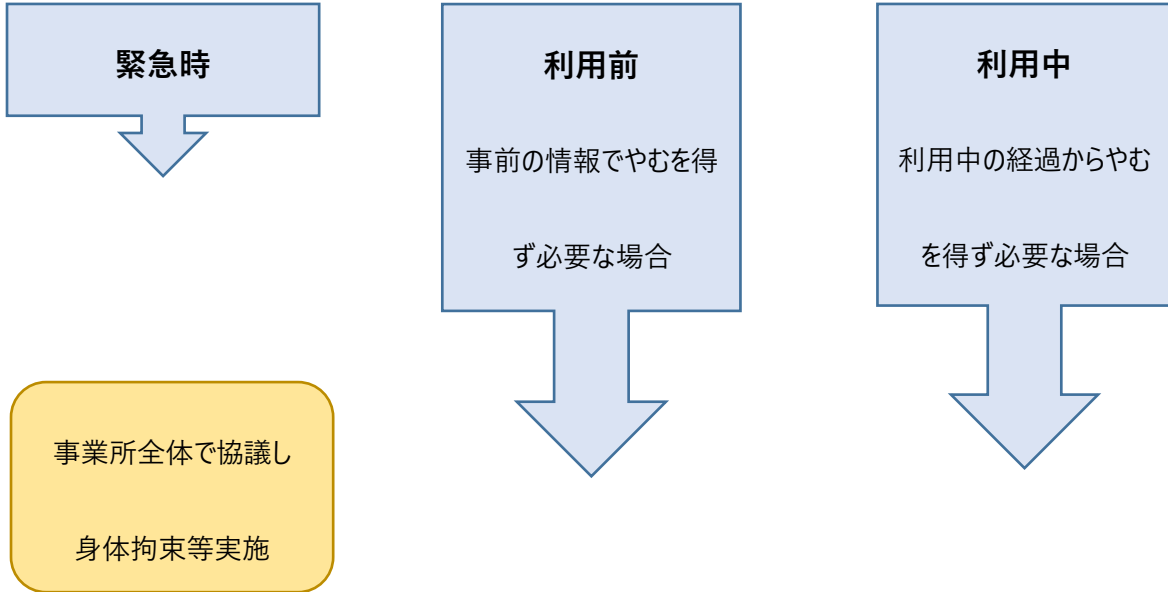 緊急時
事業所全体で協議し
身体拘束等実施
利用前
事前の情報でやむを得
ず必要な場合
利用中
利用中の経過からやむ
を得ず必要な場合